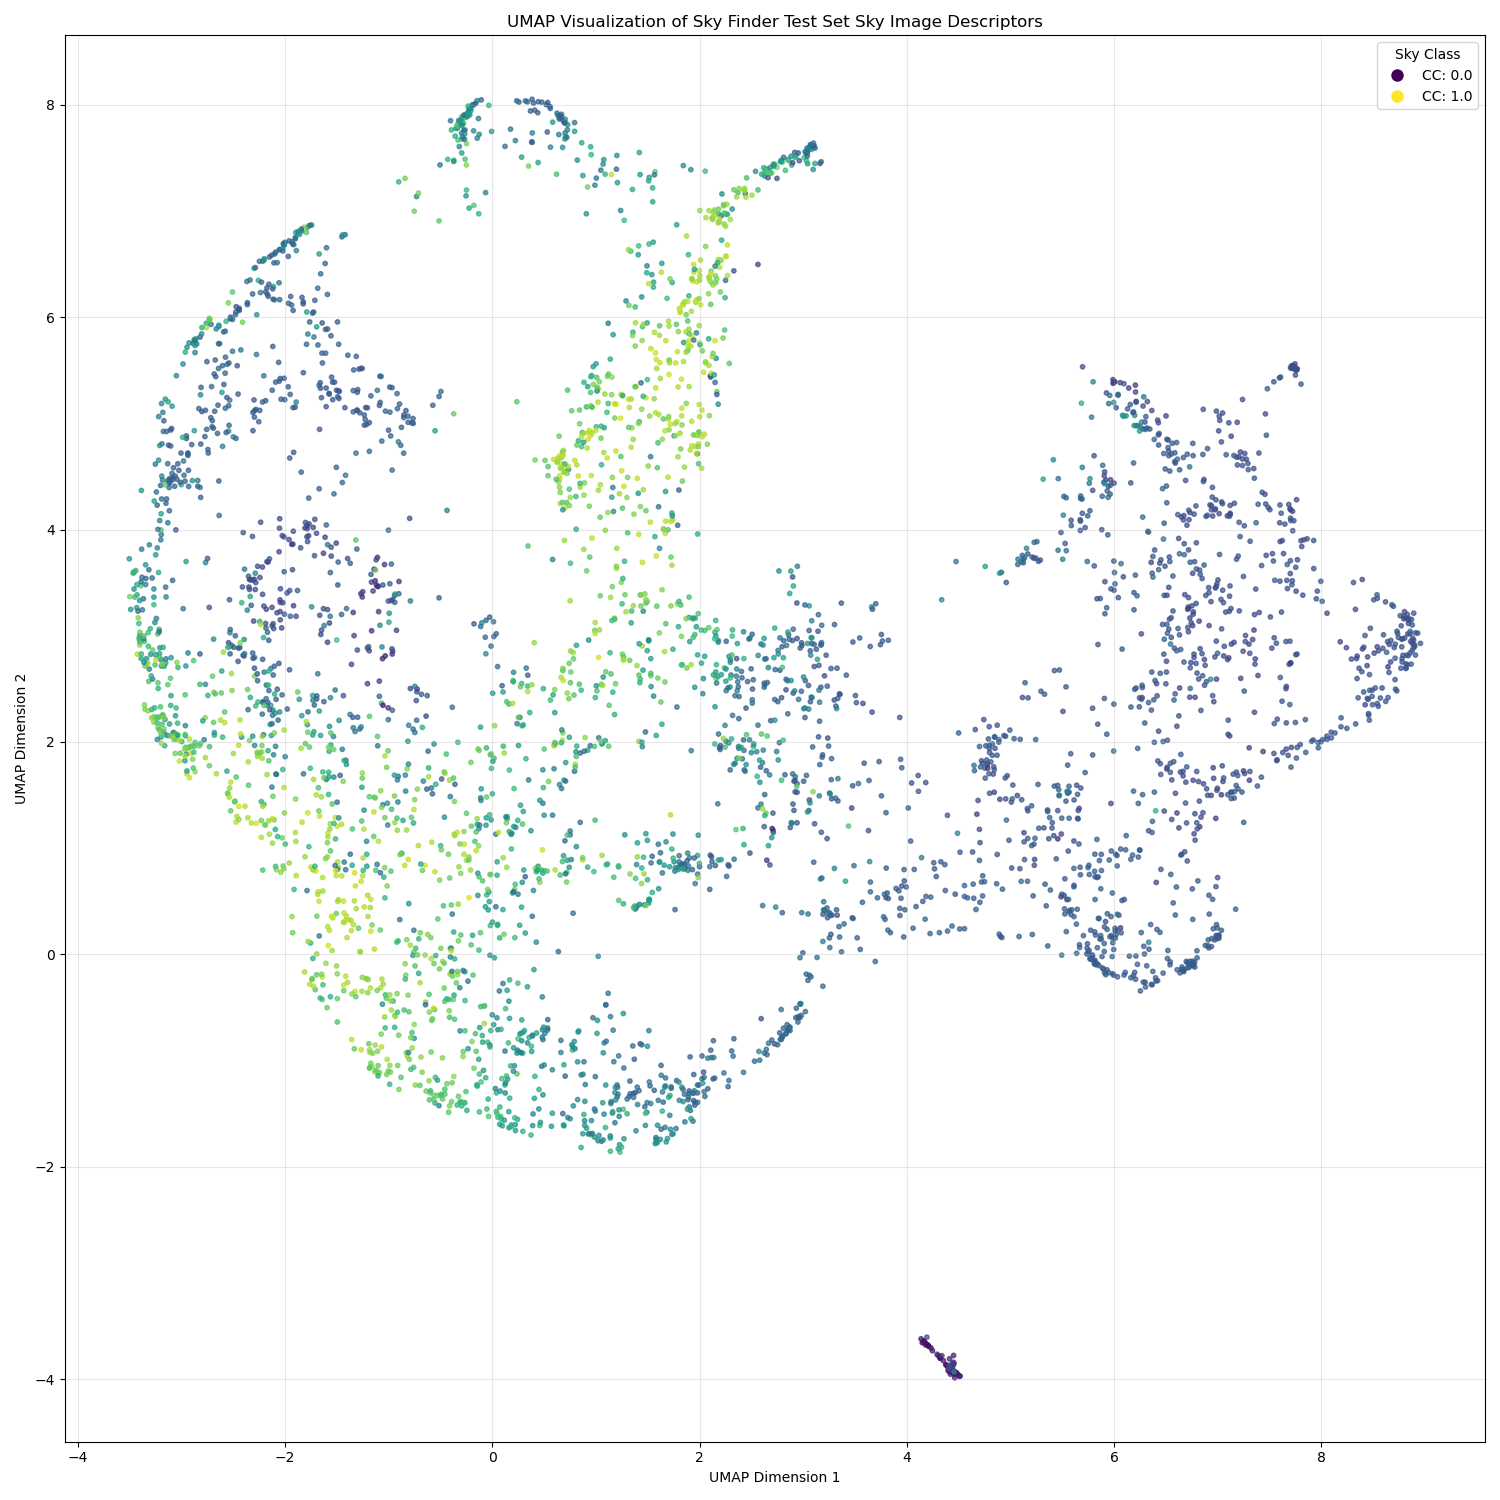 UMAP Visualization of Sky Finder Test Set Sky Image Descriptors
Sky Class
CC: 0.0
CC: 1.0
8
6
4
2
0
−2
−4
UMAP Dimension 2
−4
−2
0
2
4
6
8
UMAP Dimension 1